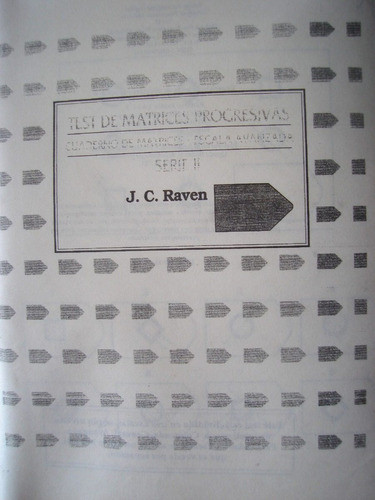 TEST DE MATRICES PROGRESIVAS
CUADERNO DE MATRICES - ESCALA AVANZADA
SERIE II
J. C. Raven